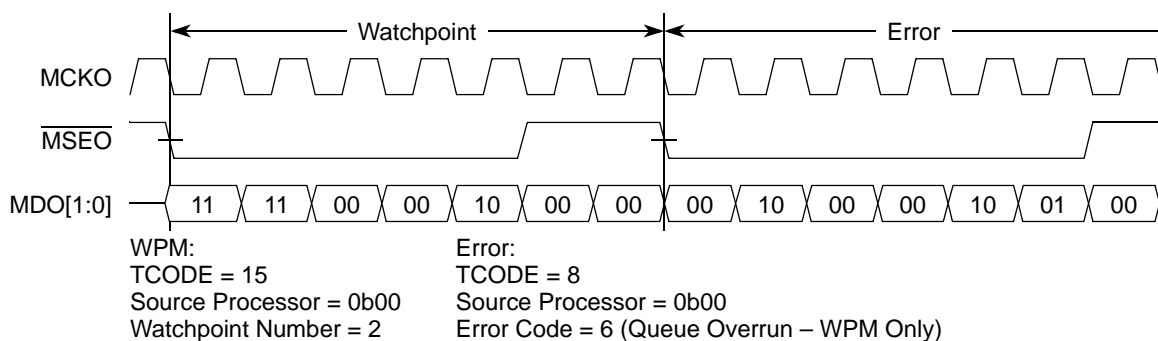 Watchpoint Error
MCKO
MSEO
MDO[1:0] 11 11 00 00 10 00 00 00 10 00 00 10 01 00
WPM: Error:
TCODE = 15 TCODE = 8
Source Processor = 0b00 Source Processor = 0b00
Watchpoint Number = 2 Error Code = 6 (Queue Overrun – WPM Only)